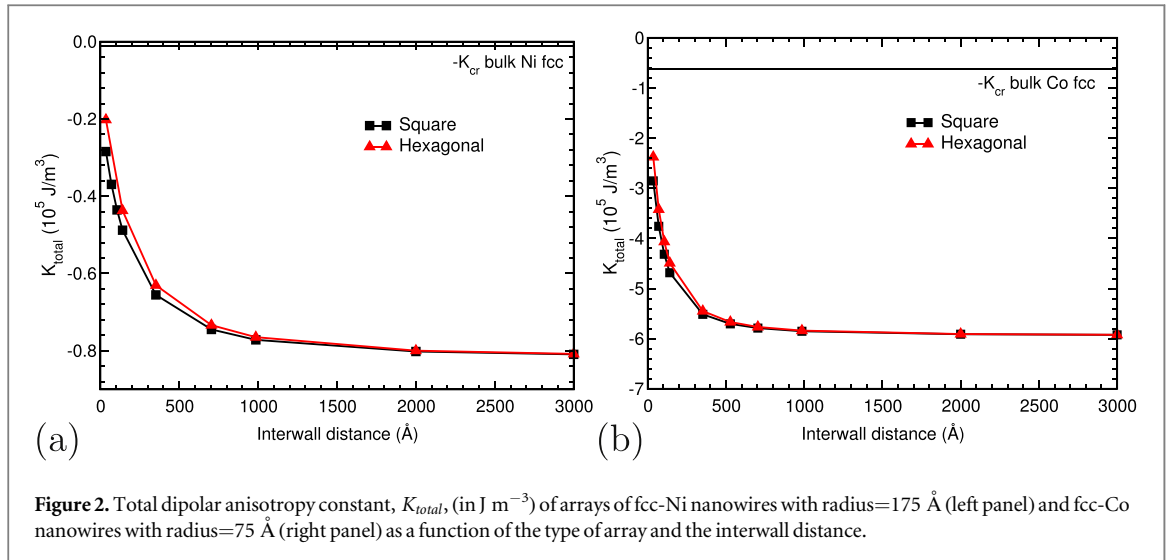 0.0
-0.2
-0.4
-0.6
-0.8
K_total (10^5 J/m^3)
-K_cr bulk Ni fcc
Square
Hexagonal
0 500 1000 1500 2000 2500 3000
Interwall distance (Å)
(a)
0
-1
-2
-3
-4
-5
-6
-7
K_total (10^5 J/m^3)
-K_cr bulk Co fcc
Square
Hexagonal
0 500 1000 1500 2000 2500 3000
Interwall distance (Å)
(b)
Figure 2. Total dipolar anisotropy constant, K_total, (in J m^−3) of arrays of fcc-Ni nanowires with radius=175 Å (left panel) and fcc-Co
nanowires with radius=75 Å (right panel) as a function of the type of array and the interwall distance.